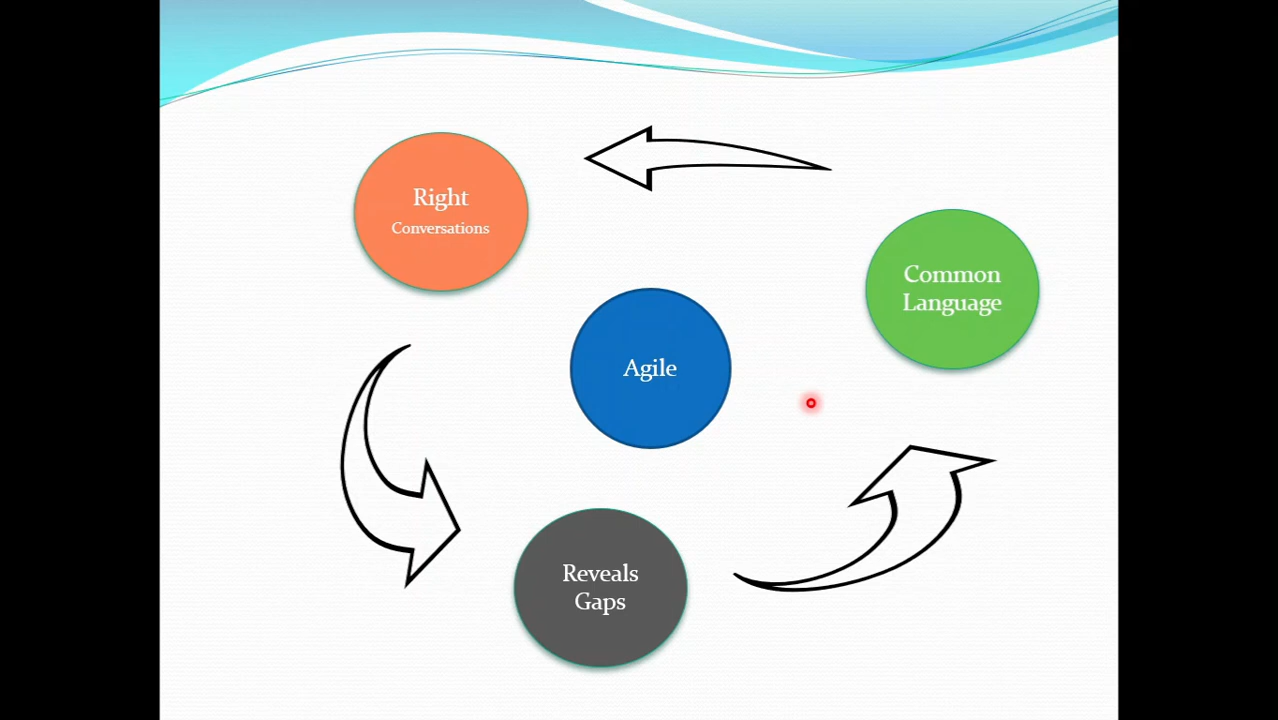 Right
Conversations
Common
Language
Agile
Reveals
Gaps